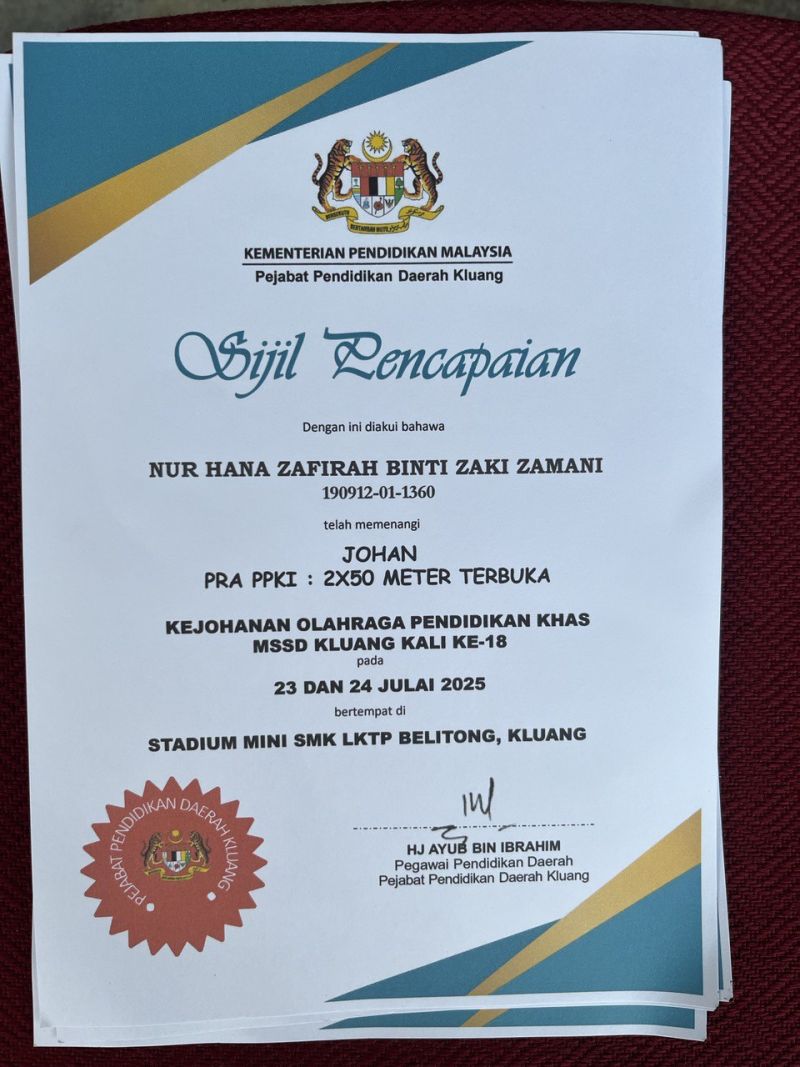 KEMENTERIAN PENDIDIKAN MALAYSIA
Pejabat Pendidikan Daerah Kluang
Sijil Pencapaian
Dengan ini diakui bahawa
NUR HANA ZAFIRAH BINTI ZAKI ZAMANI
190912-01-1360
telah memenangi
JOHAN
PRA PPKI : 2X50 METER TERBUKA
KEJOHANAN OLAHRAGA PENDIDIKAN KHAS
MSSD KLUANG KALI KE-18
pada
23 DAN 24 JULAI 2025
bertempat di
STADIUM MINI SMK LKTP BELITONG, KLUANG
PEJABAT PENDIDIKAN DAERAH KLUANG
HJ AYUB BIN IBRAHIM
Pegawai Pendidikan Daerah
Pejabat Pendidikan Daerah Kluang